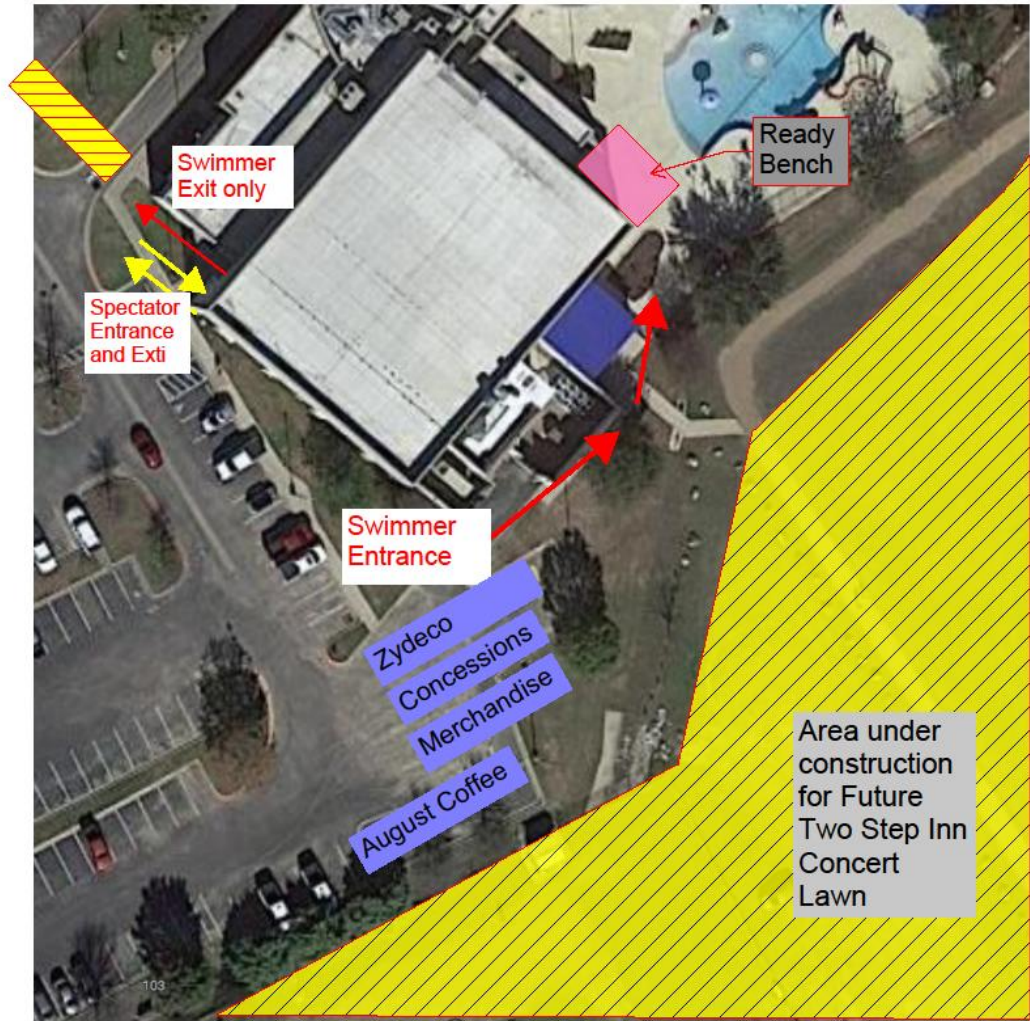 Ready
Bench
Swimmer
Exit only
Spectator
Entrance
and Exti
Swimmer
Entrance
Zydeco
Concessions
Merchandise
August Coffee
Area under
construction
for Future
Two Step Inn
Concert
Lawn
103